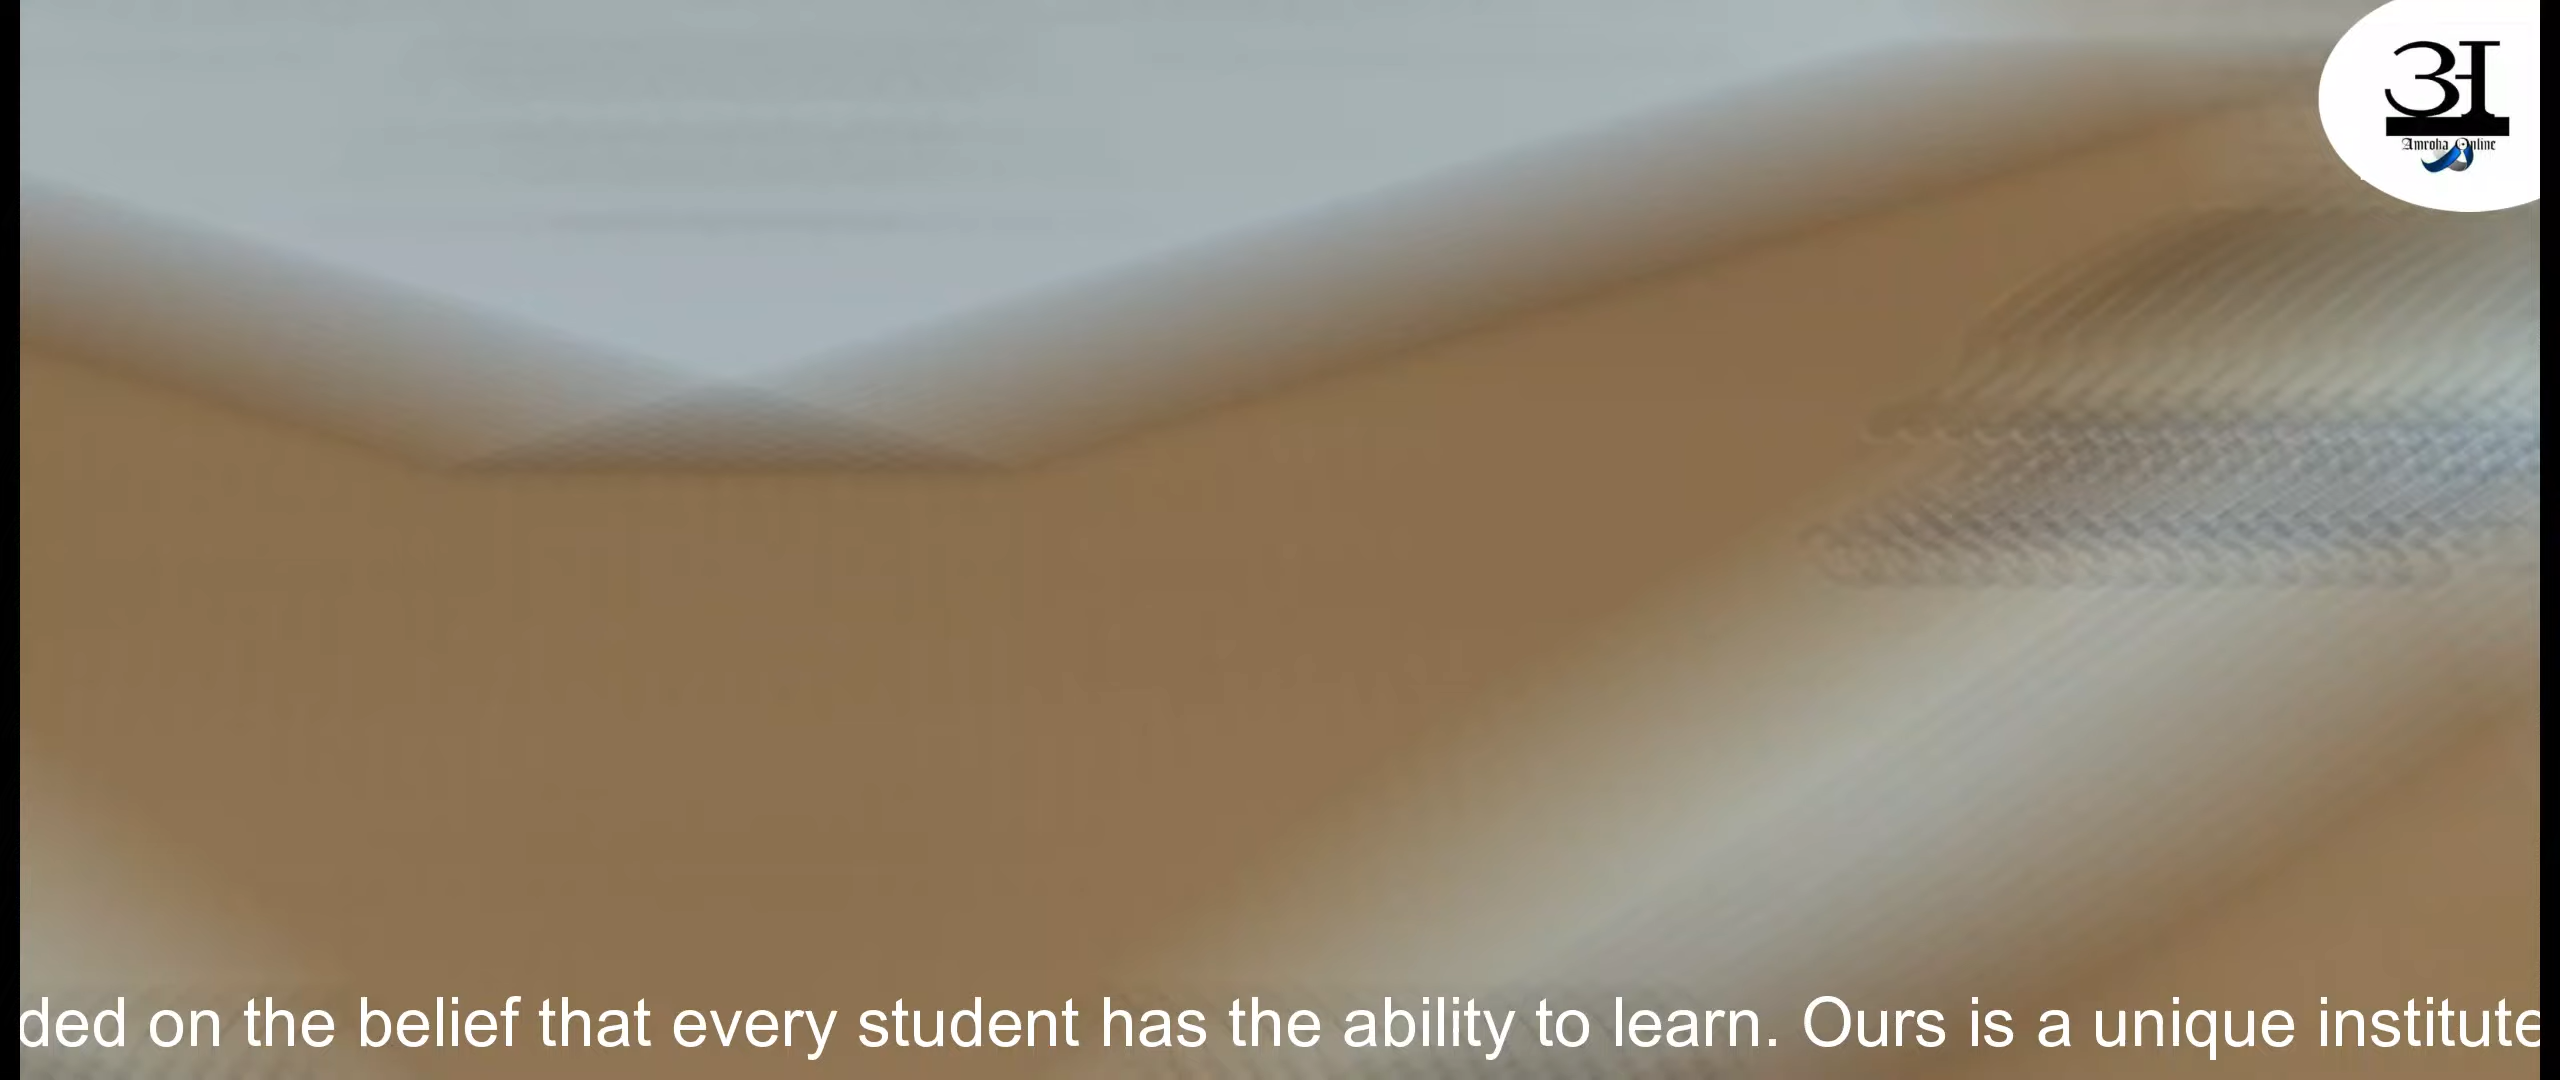 अ
Amroha Online
ded on the belief that every student has the ability to learn. Ours is a unique institute